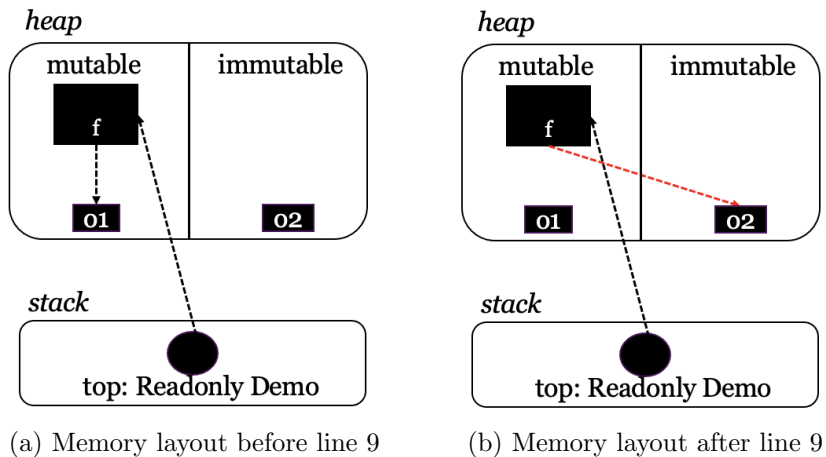 heap
mutable
immutable
f
o1
o2
stack
top: Readonly Demo
(a) Memory layout before line 9
heap
mutable
immutable
f
o1
o2
stack
top: Readonly Demo
(b) Memory layout after line 9